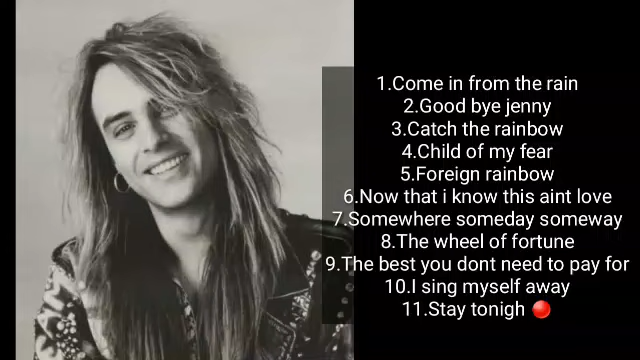 1.Come in from the rain
2.Good bye jenny
3.Catch the rainbow
4.Child of my fear
5.Foreign rainbow
6.Now that i know this aint love
7.Somewhere someday someway
8.The wheel of fortune
9.The best you dont need to pay for
10.I sing myself away
11.Stay tonigh